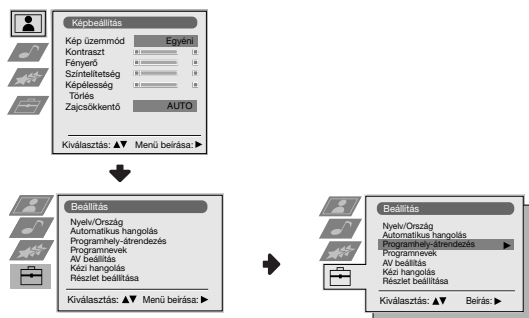 Képbeállítás
Kép üzemmód Egyéni
Kontraszt
Fényerő
Színtelítetség
Képélesség
Törlés
Zajcsökkentő AUTO
Kiválasztás: ▲▼ Menü beírása: ▶
Beállítás
Nyelv/Ország
Automatikus hangolás
Programhely-átrendezés
Programnevek
AV beállítás
Kézi hangolás
Részlet beállítása
Kiválasztás: ▲▼ Menü beírása: ▶
Beállítás
Nyelv/Ország
Automatikus hangolás
Programhely-átrendezés ▶
Programnevek
AV beállítás
Kézi hangolás
Részlet beállítása
Kiválasztás: ▲▼ Beírás: ▶